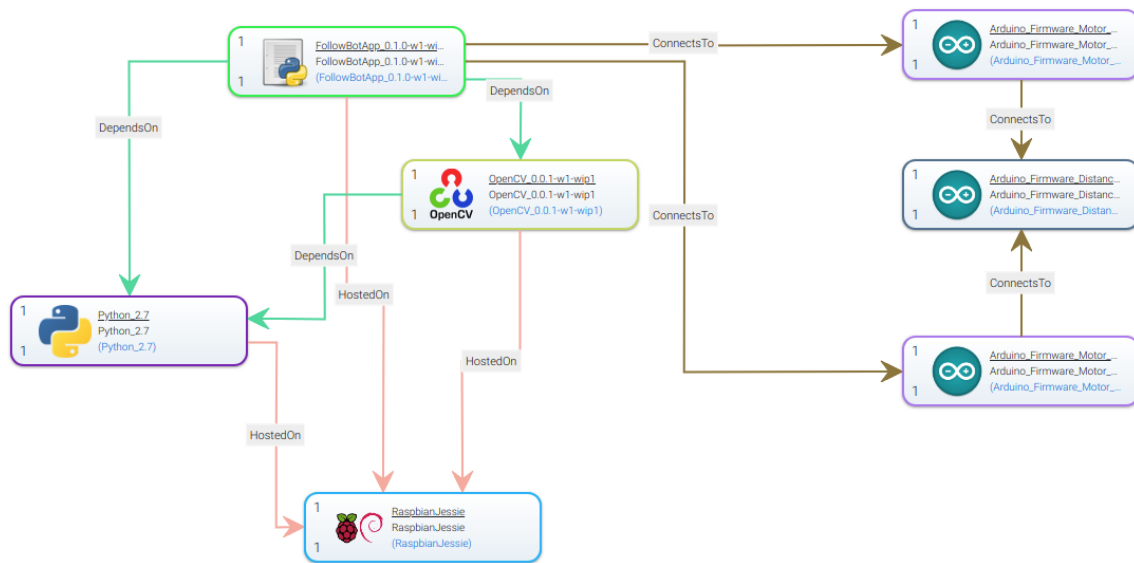 1
1
FollowBotApp_0.1.0-w1-wi...
FollowBotApp_0.1.0-w1-wi...
(FollowBotApp_0.1.0-w1-wi...
ConnectsTo
1
1
Arduino_Firmware_Motor_...
Arduino_Firmware_Motor_...
(Arduino_Firmware_Motor_...
DependsOn
DependsOn
ConnectsTo
1
1
OpenCV
OpenCV_0.0.1-w1-wip1
OpenCV_0.0.1-w1-wip1
(OpenCV_0.0.1-w1-wip1)
1
1
Arduino_Firmware_Distanc...
Arduino_Firmware_Distanc...
(Arduino_Firmware_Distan...
ConnectsTo
DependsOn
ConnectsTo
HostedOn
1
1
Python_2.7
Python_2.7
(Python_2.7)
HostedOn
1
1
Arduino_Firmware_Motor_...
Arduino_Firmware_Motor_...
(Arduino_Firmware_Motor_...
HostedOn
1
1
RaspbianJessie
RaspbianJessie
(RaspbianJessie)